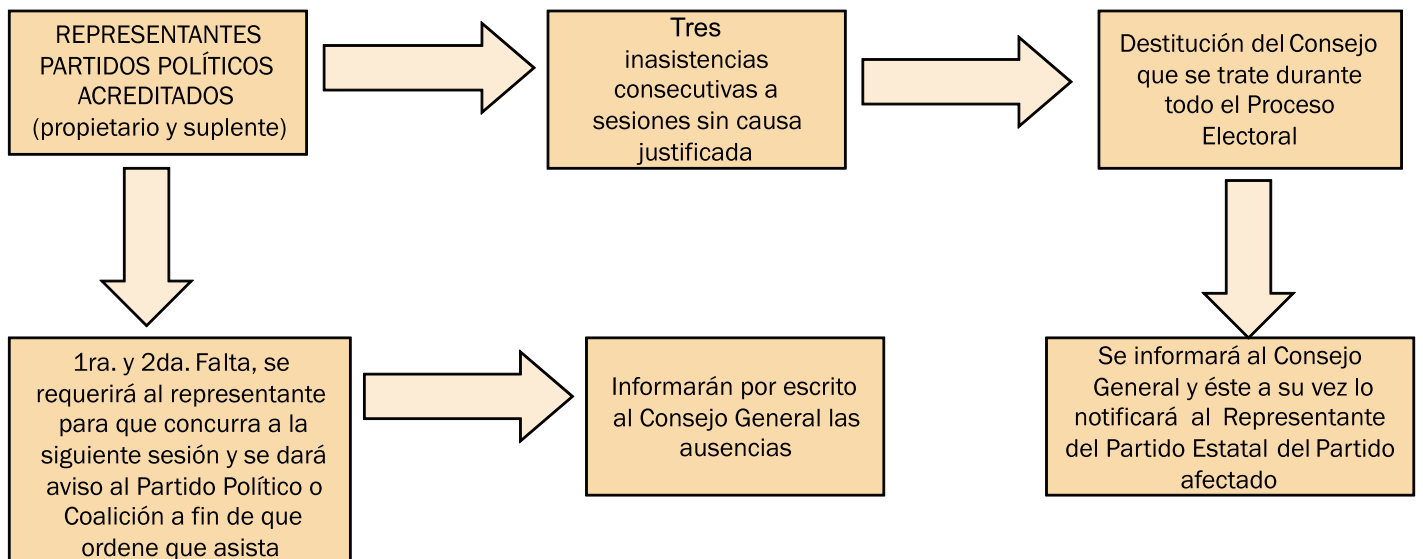 REPRESENTANTES
PARTIDOS POLÍTICOS
ACREDITADOS
(propietario y suplente)
Tres
inasistencias
consecutivas a
sesiones sin causa
justificada
Destitución del Consejo
que se trate durante
todo el Proceso
Electoral
1ra. y 2da. Falta, se
requerirá al representante
para que concurra a la
siguiente sesión y se dará
aviso al Partido Político o
Coalición a fin de que
ordene que asista
Informarán por escrito
al Consejo General las
ausencias
Se informará al Consejo
General y éste a su vez lo
notificará al Representante
del Partido Estatal del Partido
afectado